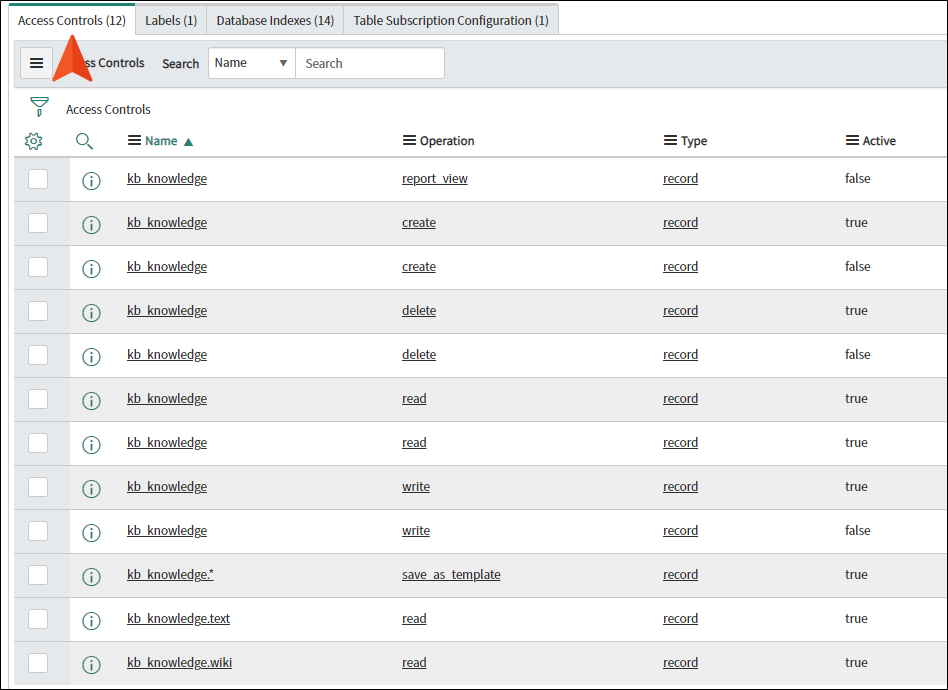 Access Controls (12) Labels (1) Database Indexes (14) Table Subscription Configuration (1)
ss Controls Search Name Search
Access Controls
Name Operation Type Active
kb_knowledge report_view record false
kb_knowledge create record true
kb_knowledge create record false
kb_knowledge delete record true
kb_knowledge delete record false
kb_knowledge read record true
kb_knowledge read record true
kb_knowledge write record true
kb_knowledge write record false
kb_knowledge.* save_as_template record true
kb_knowledge.text read record true
kb_knowledge.wiki read record true